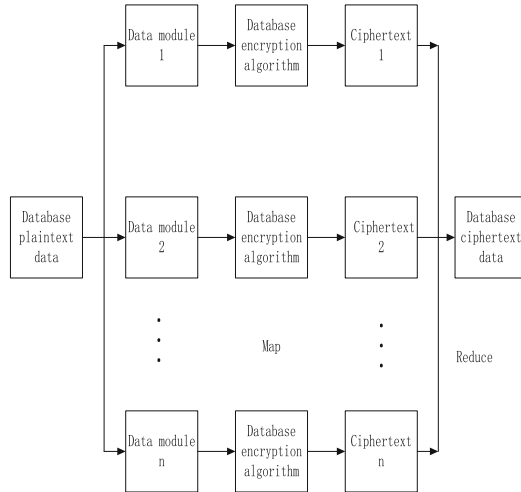 Data module
1
Database
encryption
algorithm
Ciphertext
1
Database
plaintext
data
Data module
2
Database
encryption
algorithm
Ciphertext
2
Database
ciphertext
data
Map
Reduce
Data module
n
Database
encryption
algorithm
Ciphertext
n